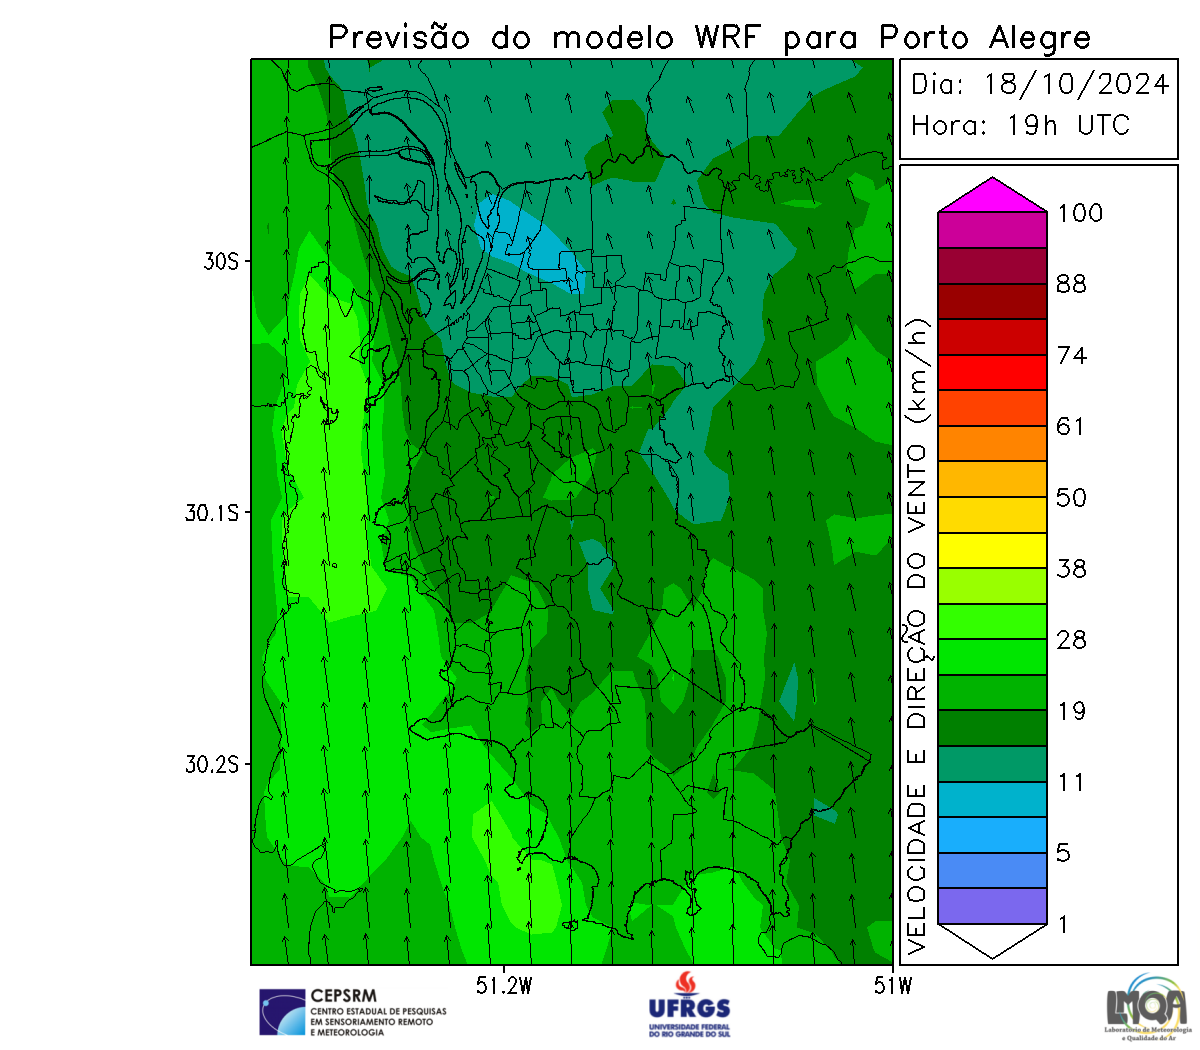 Previsão do modelo WRF para Porto Alegre
Dia: 18/10/2024
Hora: 19h UTC
30S
30.1S
30.2S
51.2W
51W
VELOCIDADE E DIREÇÃO DO VENTO (km/h)
100
88
74
61
50
38
28
19
11
5
1
CEPSRM
CENTRO ESTADUAL DE PESQUISAS
EM SENSORIAMENTO REMOTO
E METEOROLOGIA
UFRGS
UNIVERSIDADE FEDERAL
DO RIO GRANDE DO SUL
LMQA
Laboratório de Meteorologia
e Qualidade do Ar